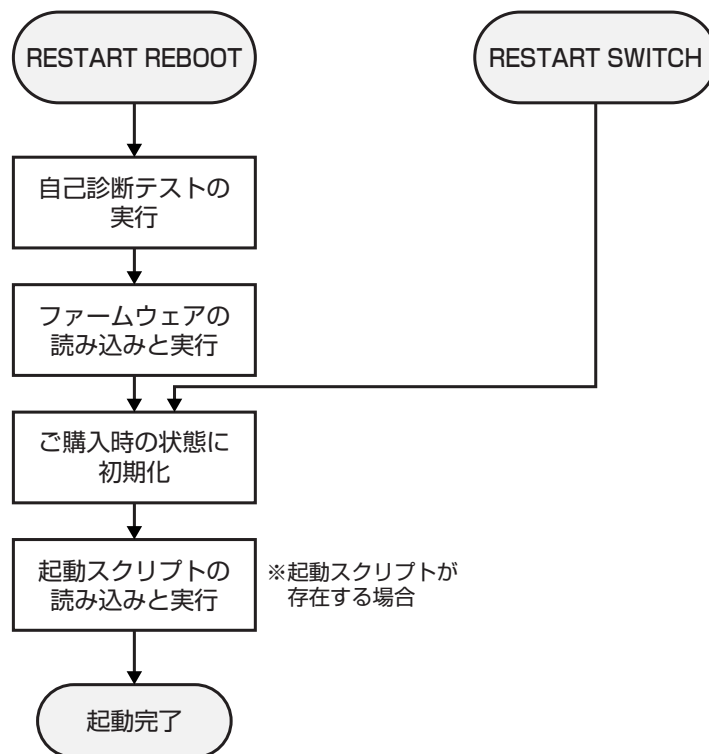 RESTART REBOOT
RESTART SWITCH
自己診断テストの
実行
ファームウェアの
読み込みと実行
ご購入時の状態に
初期化
起動スクリプトの
読み込みと実行
※起動スクリプトが
存在する場合
起動完了